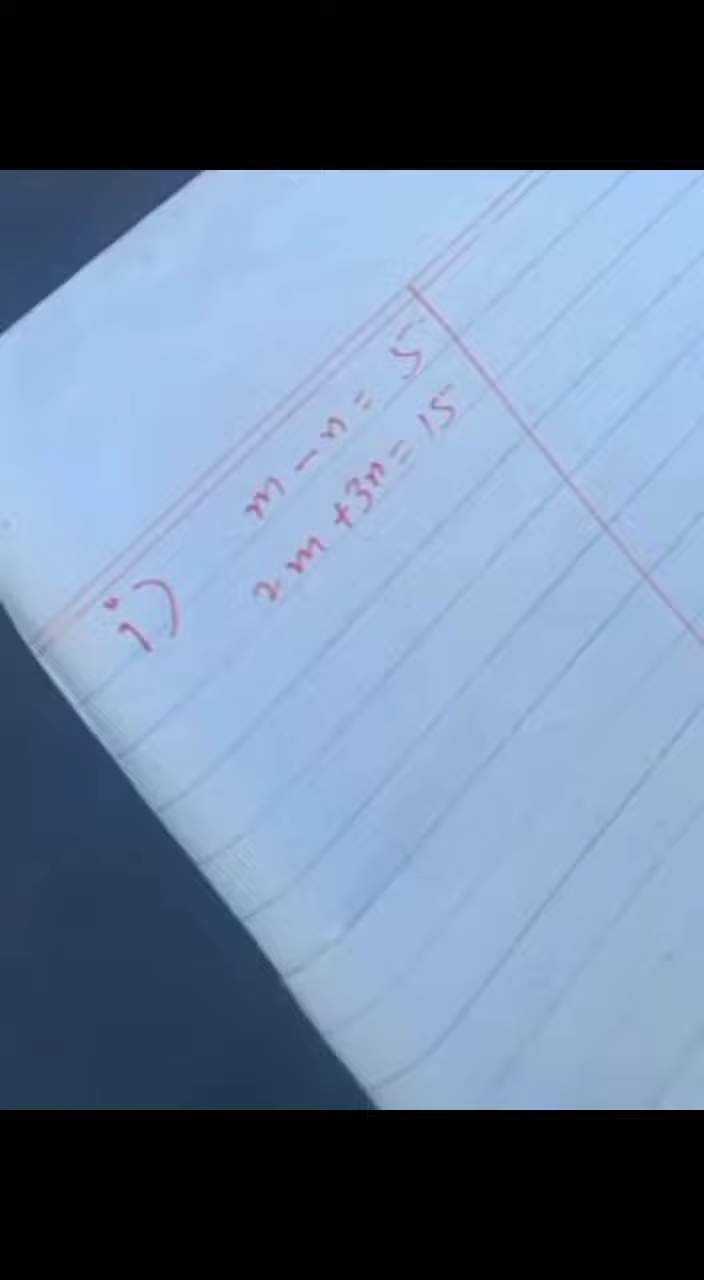 i) m - n = 5
2m + 3n = 15